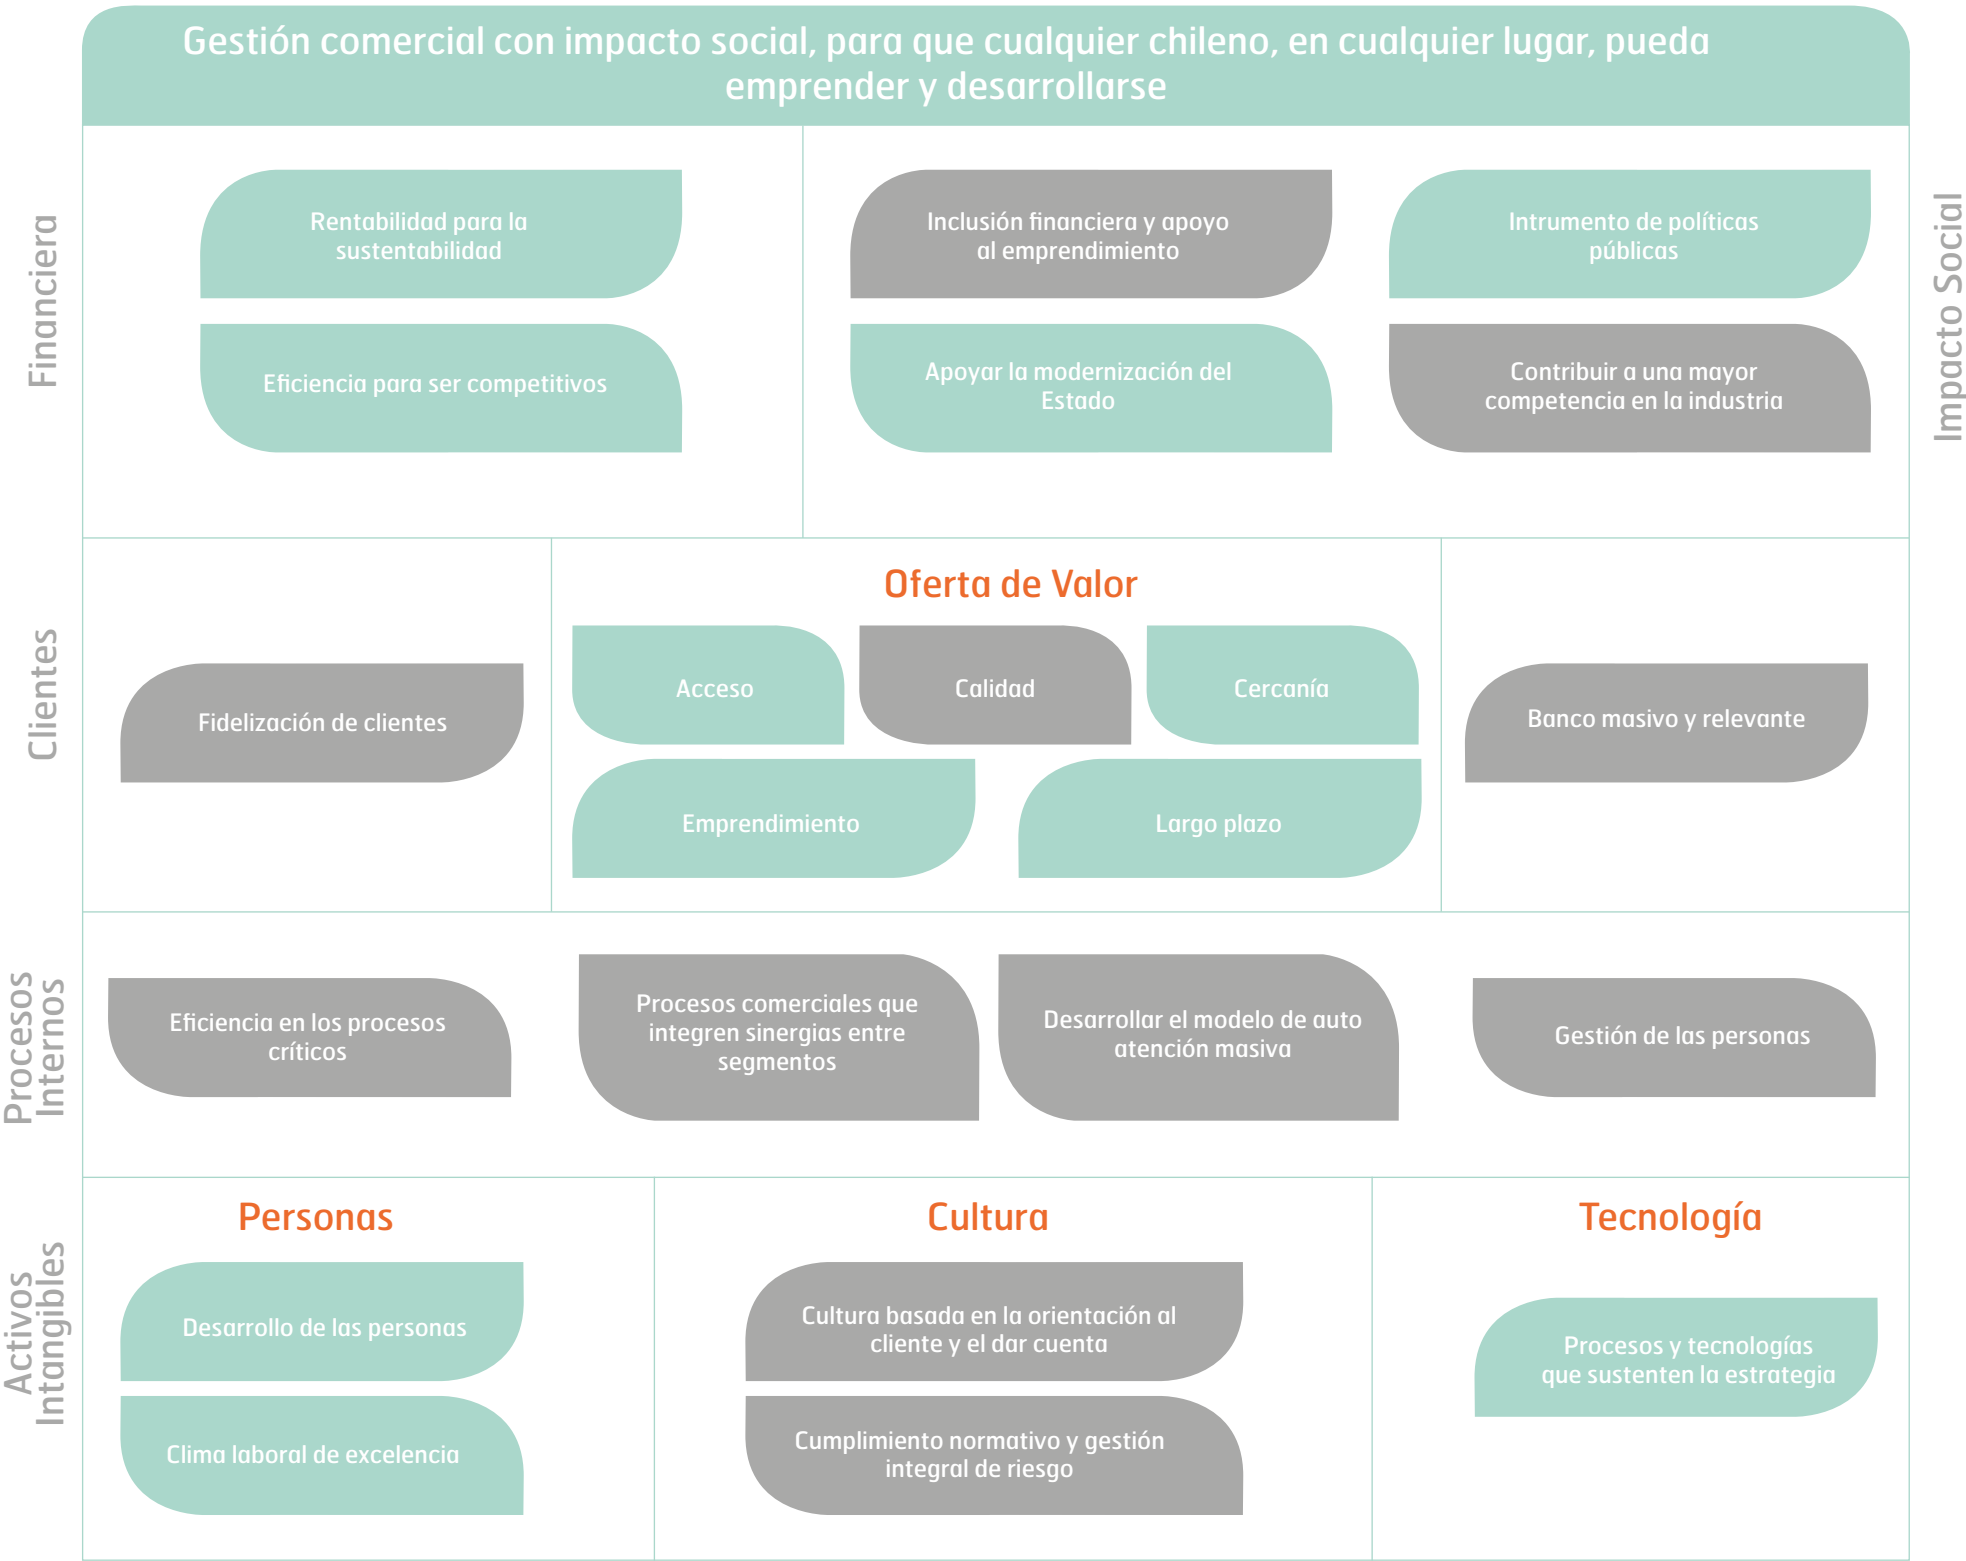 Gestión comercial con impacto social, para que cualquier chileno, en cualquier lugar, pueda
emprender y desarrollarse
Financiera
Rentabilidad para la
sustentabilidad
Eficiencia para ser competitivos
Inclusión financiera y apoyo
al emprendimiento
Intrumento de políticas
públicas
Apoyar la modernización del
Estado
Contribuir a una mayor
competencia en la industria
Impacto Social
Clientes
Fidelización de clientes
Oferta de Valor
Acceso
Calidad
Cercanía
Emprendimiento
Largo plazo
Banco masivo y relevante
Procesos
Internos
Eficiencia en los procesos
críticos
Procesos comerciales que
integren sinergias entre
segmentos
Desarrollar el modelo de auto
atención masiva
Gestión de las personas
Activos
Intangibles
Personas
Desarrollo de las personas
Clima laboral de excelencia
Cultura
Cultura basada en la orientación al
cliente y el dar cuenta
Cumplimiento normativo y gestión
integral de riesgo
Tecnología
Procesos y tecnologías
que sustenten la estrategia